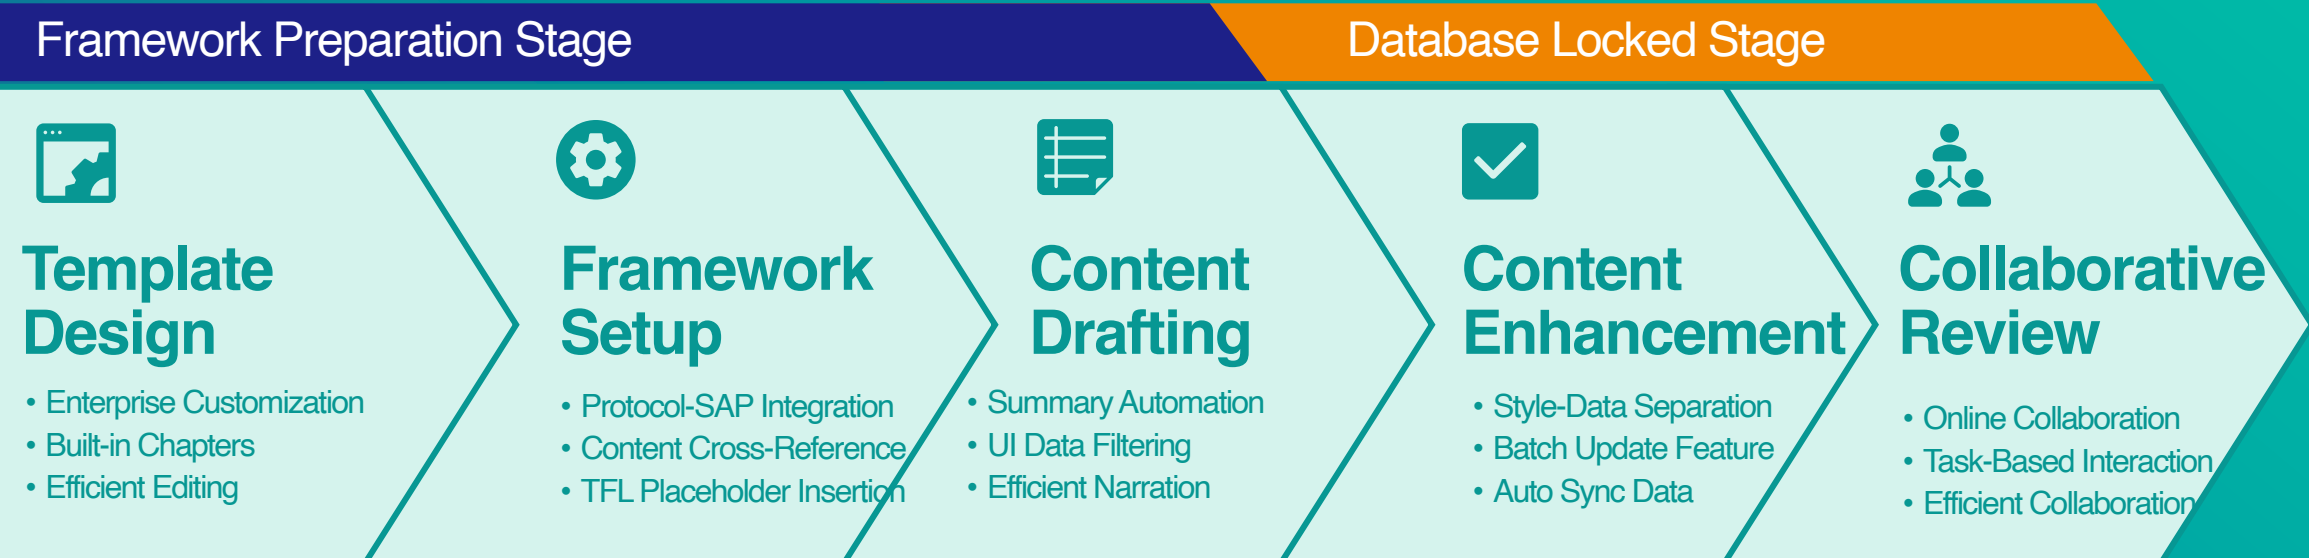 Framework Preparation Stage
Database Locked Stage
Template
Design
• Enterprise Customization
• Built-in Chapters
• Efficient Editing
Framework
Setup
• Protocol-SAP Integration
• Content Cross-Reference
• TFL Placeholder Insertion
Content
Drafting
• Summary Automation
• UI Data Filtering
• Efficient Narration
Content
Enhancement
• Style-Data Separation
• Batch Update Feature
• Auto Sync Data
Collaborative
Review
• Online Collaboration
• Task-Based Interaction
• Efficient Collaboration